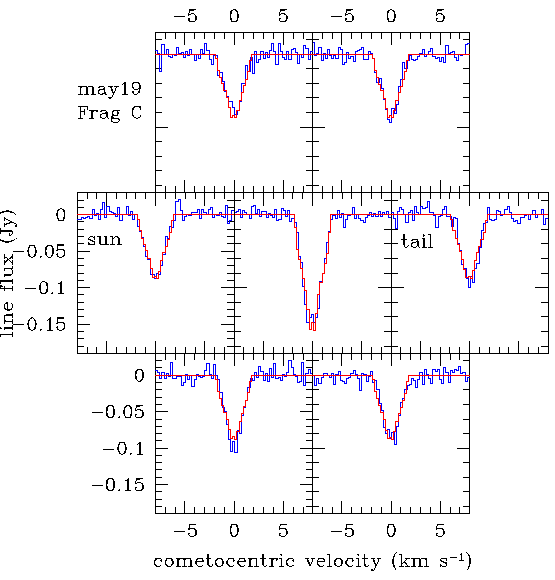 −5 0 5 −5 0 5
may19
Frag C
0
sun
tail
−0.05
−0.1
−0.15
line flux (Jy)
0
−0.05
−0.1
−0.15
−5 0 5 −5 0 5
cometocentric velocity (km s⁻¹)